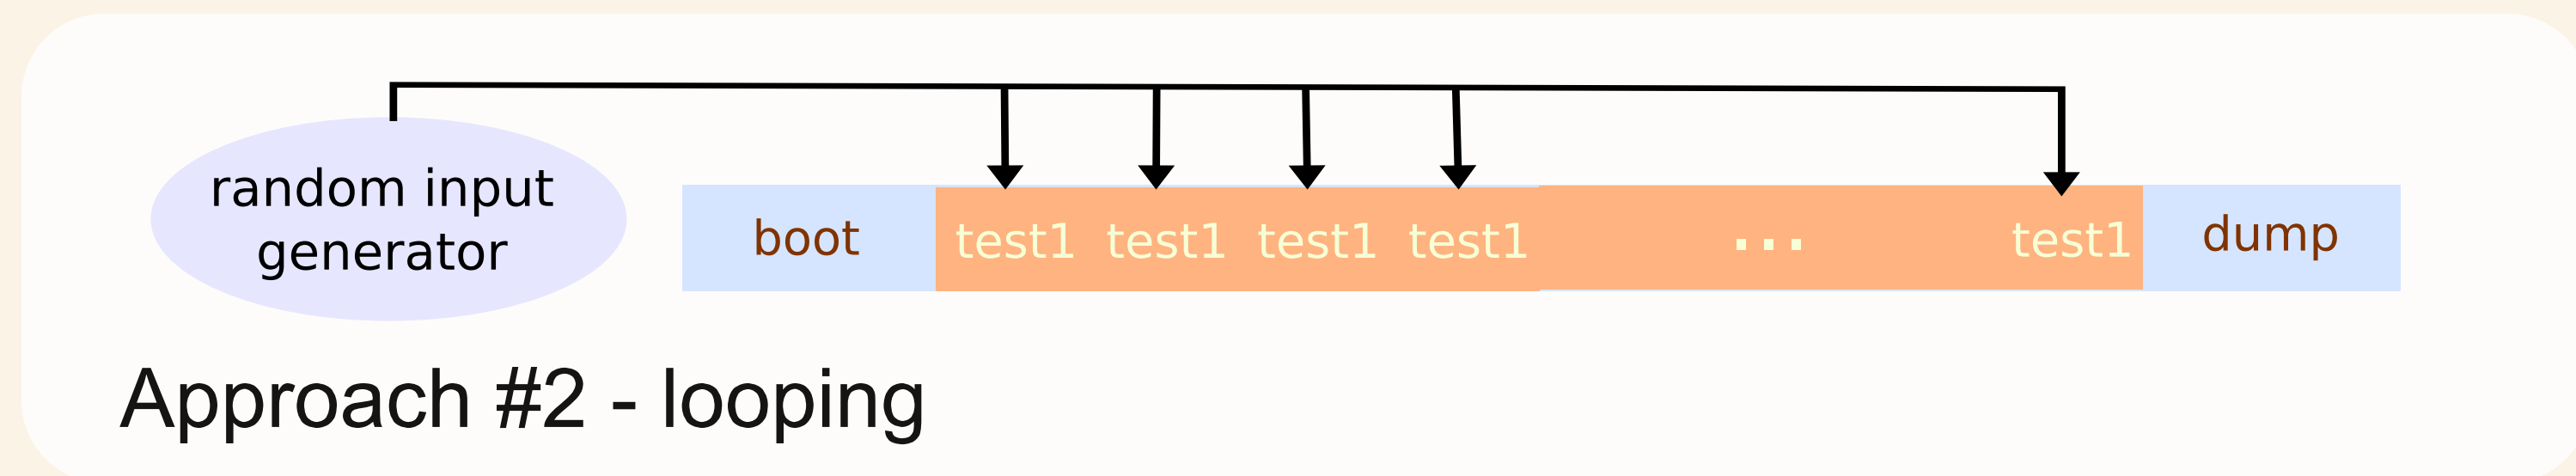 random input
generator
boot test1 test1 test1 test1 ... test1 dump
Approach #2 - looping